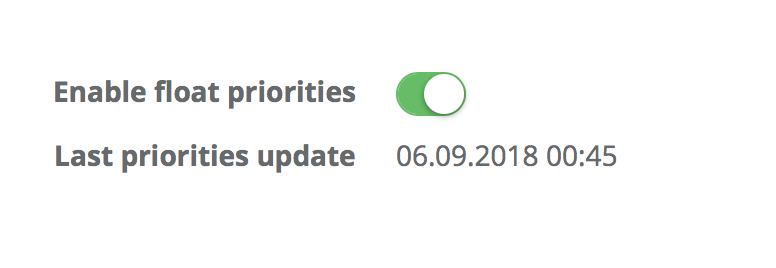 Enable float priorities
Last priorities update 06.09.2018 00:45